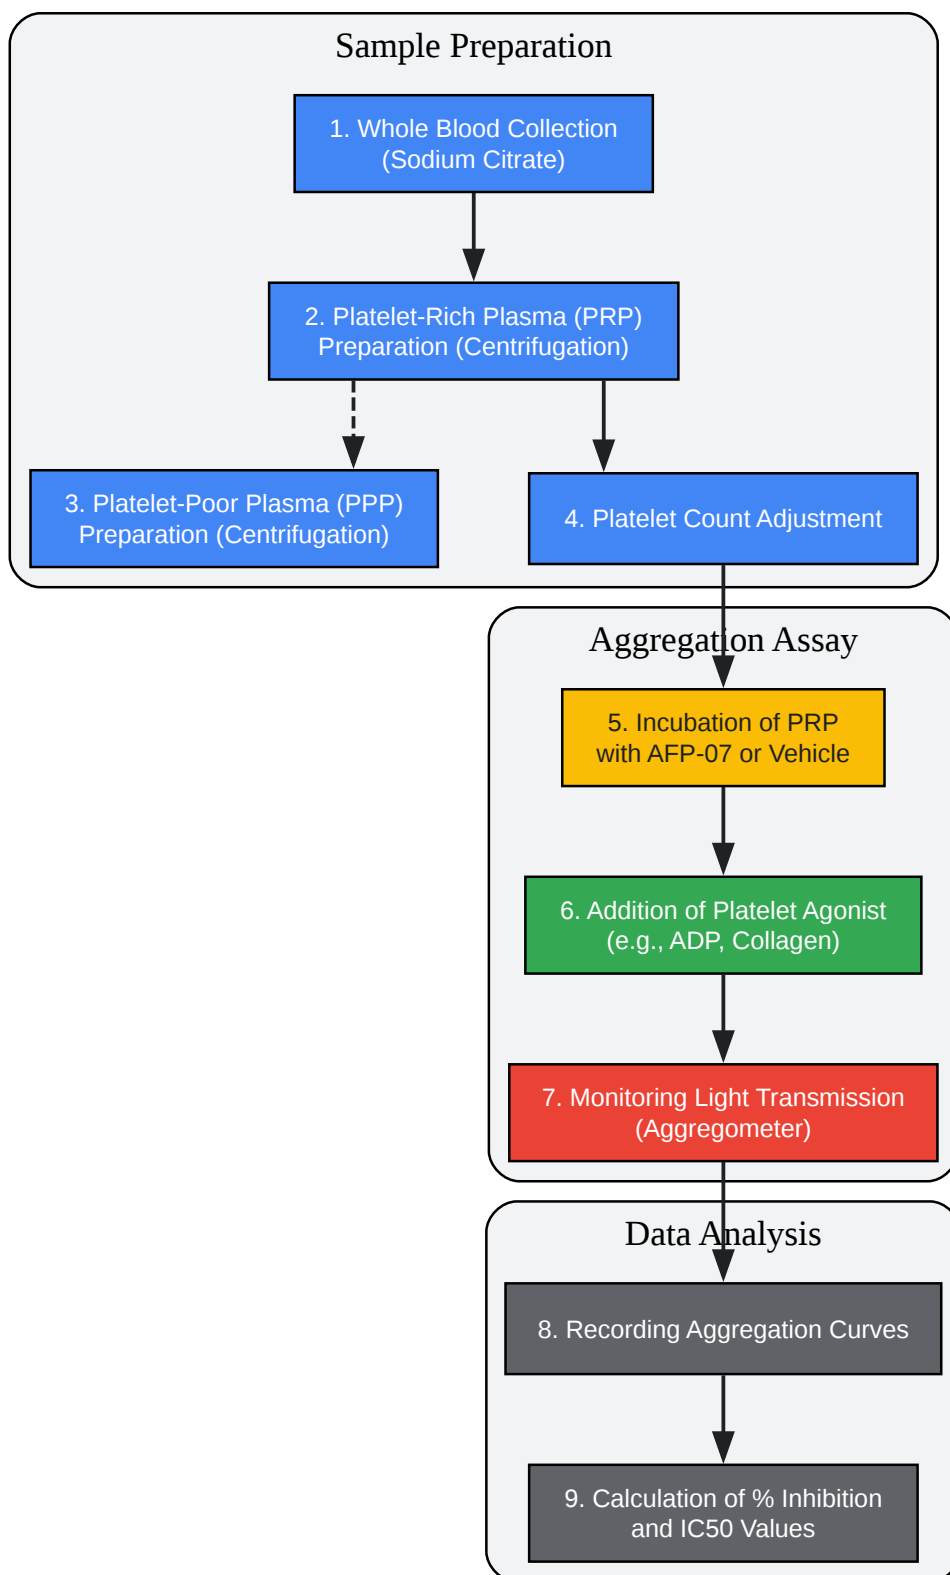 Sample Preparation
1. Whole Blood Collection
(Sodium Citrate)
2. Platelet-Rich Plasma (PRP)
Preparation (Centrifugation)
3. Platelet-Poor Plasma (PPP)
Preparation (Centrifugation)
4. Platelet Count Adjustment
Aggregation Assay
5. Incubation of PRP
with AFP-07 or Vehicle
6. Addition of Platelet Agonist
(e.g., ADP, Collagen)
7. Monitoring Light Transmission
(Aggregometer)
Data Analysis
8. Recording Aggregation Curves
9. Calculation of % Inhibition
and IC50 Values